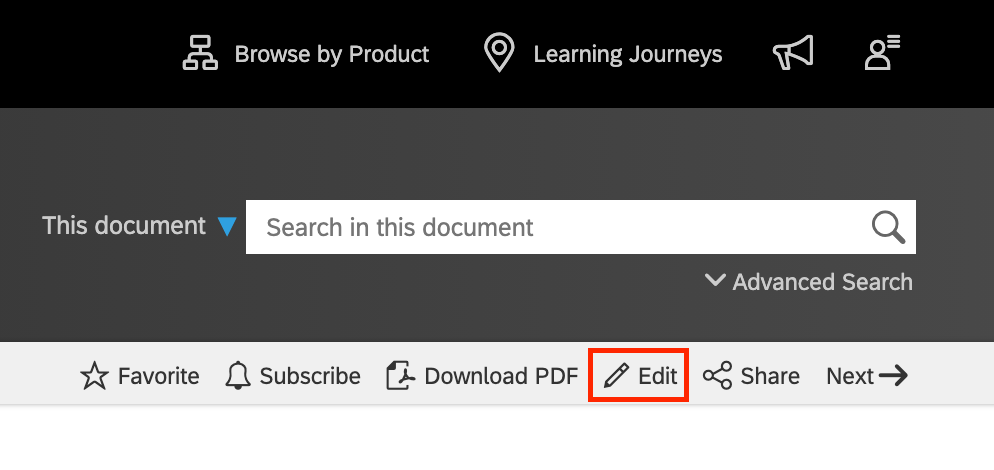 Browse by Product Learning Journeys
This document Search in this document
Advanced Search
Favorite Subscribe Download PDF Edit Share Next